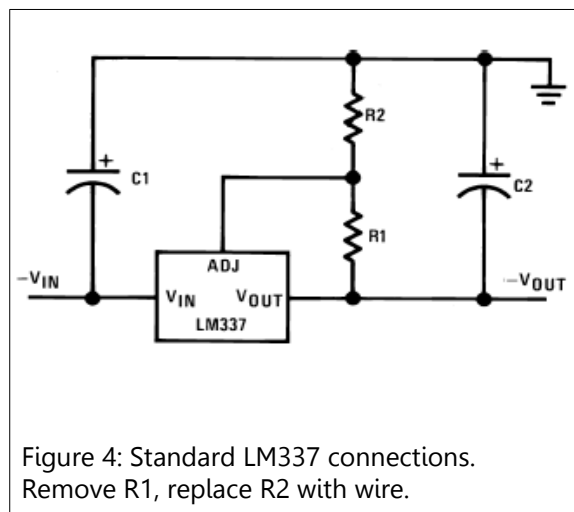 R2
+
C1
+
C2
R1
ADJ
-VIN
VIN
VOUT
-VOUT
LM337
Figure 4: Standard LM337 connections.
Remove R1, replace R2 with wire.